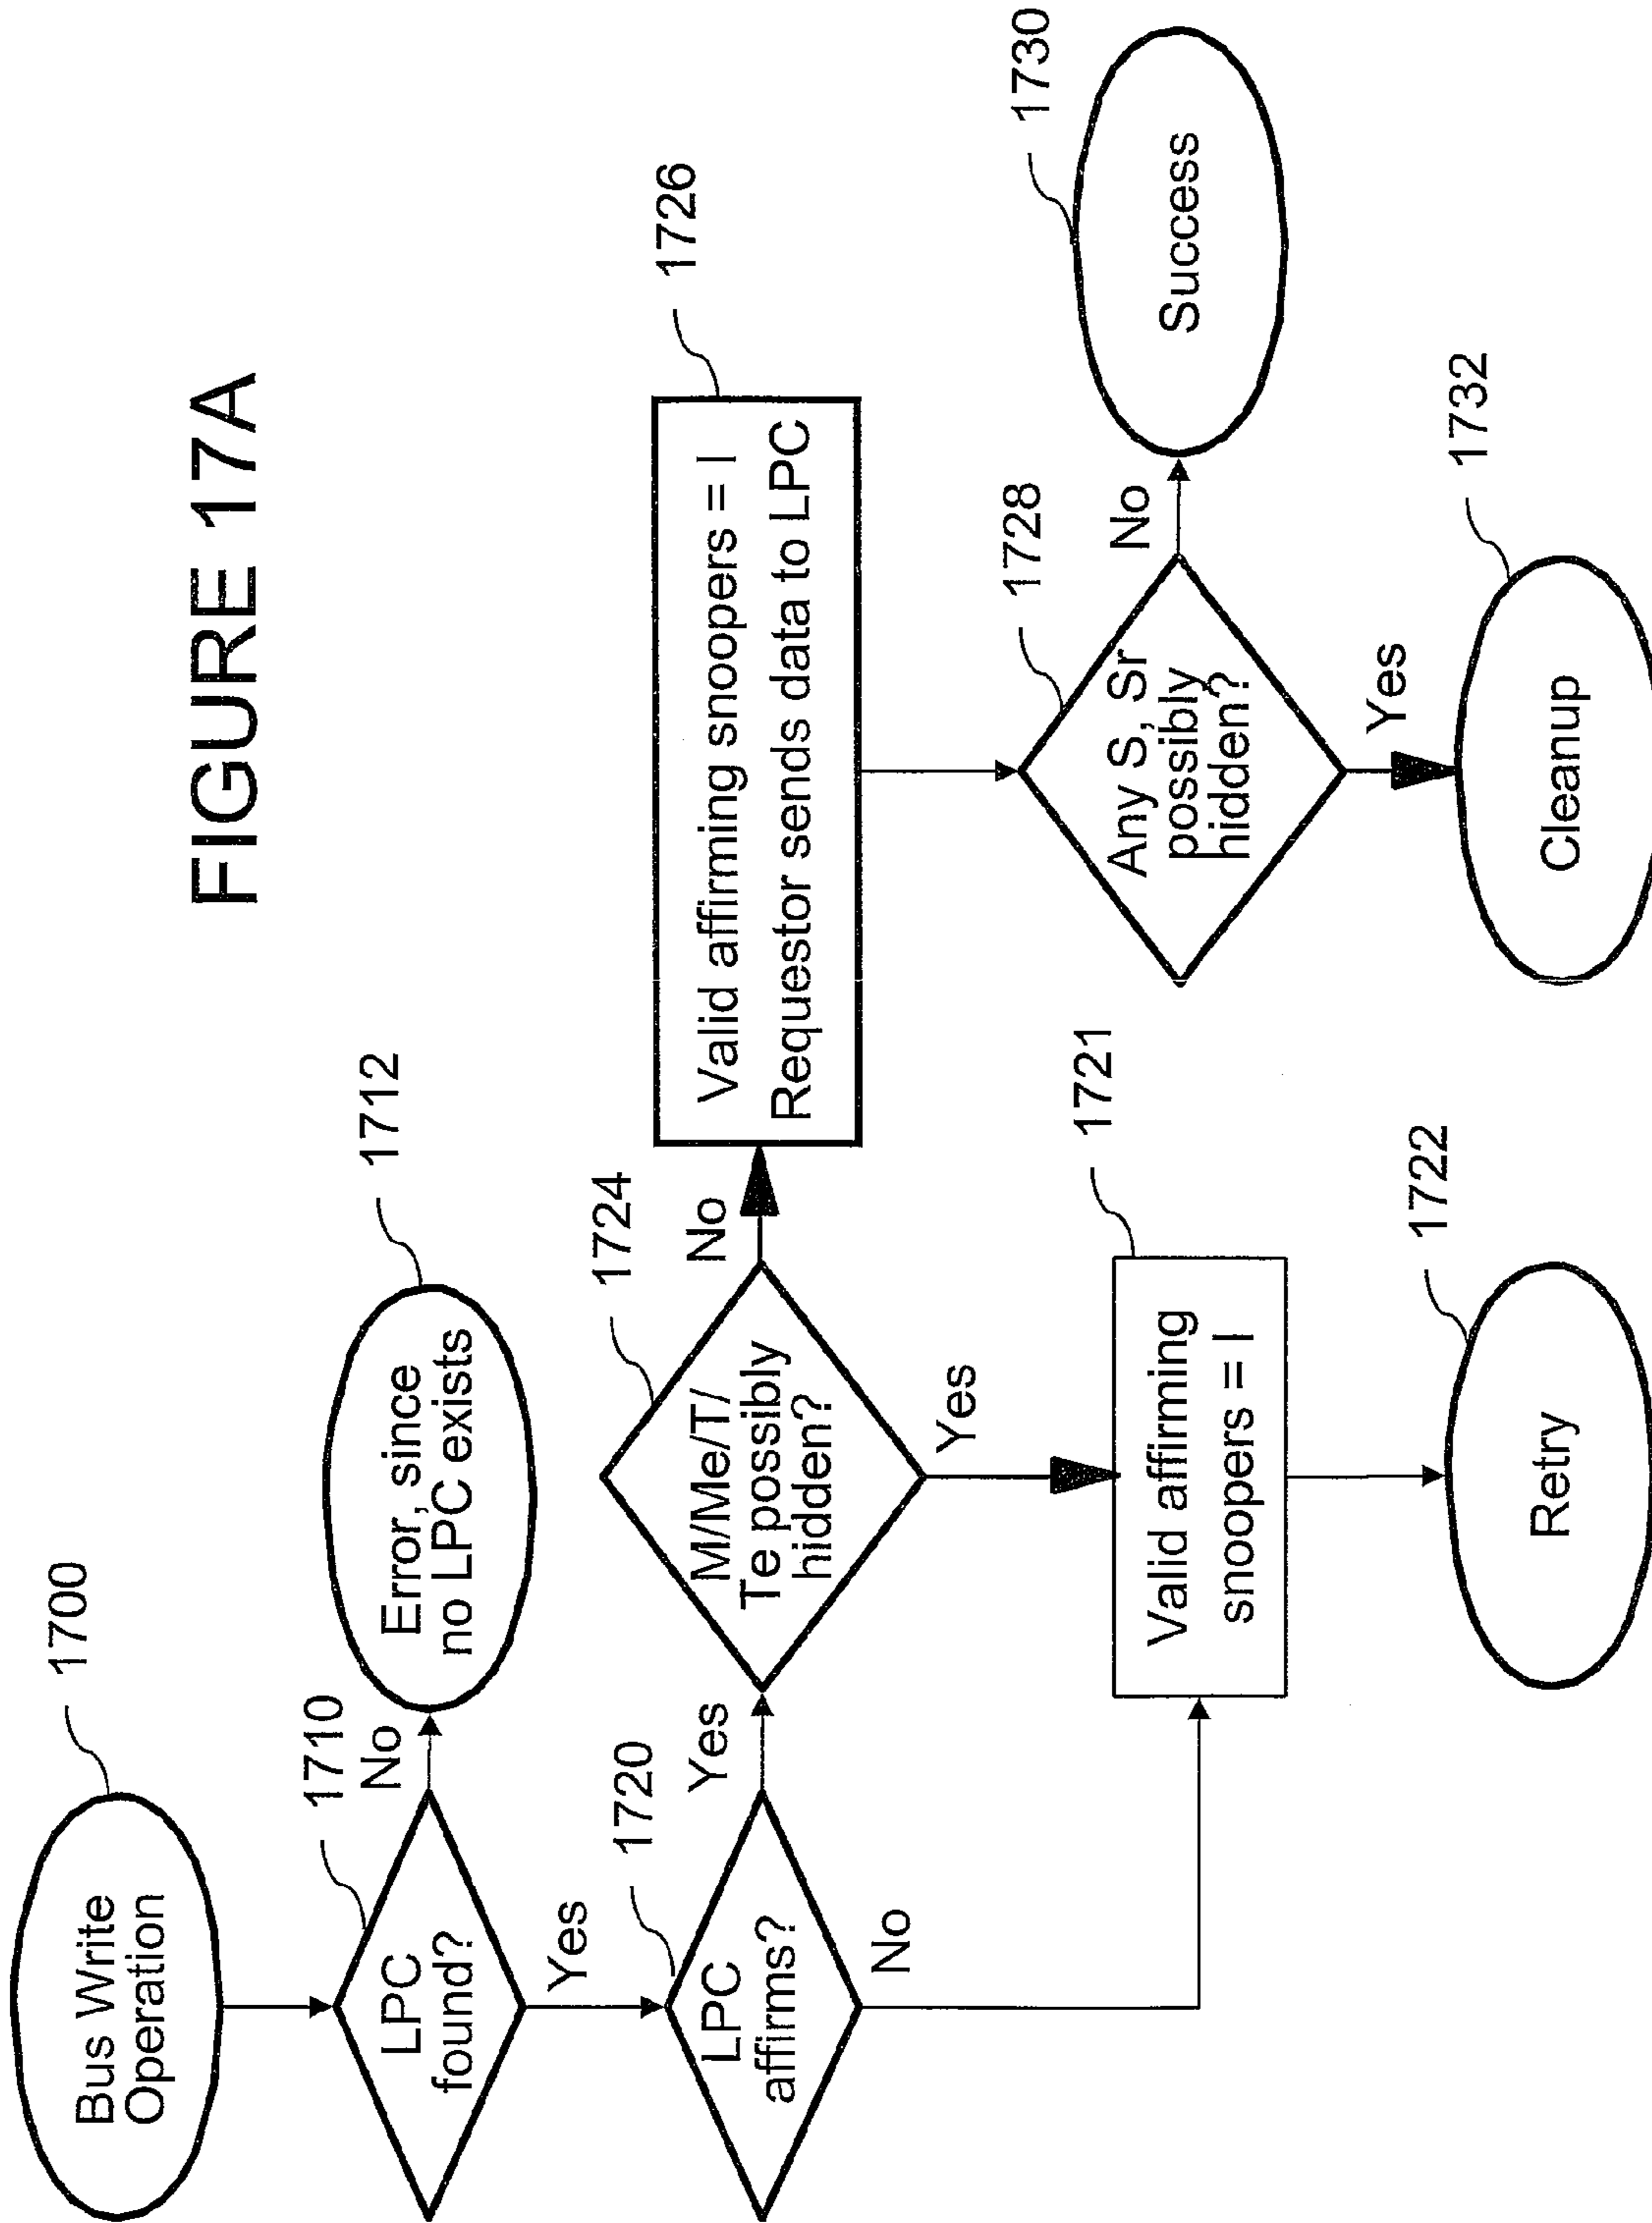 FIGURE 17A
1700
Bus Write
Operation
1710
LPC
found?
No
1712
Error, since
no LPC exists
Yes
1720
LPC
affirms?
Yes
No
1724
M/Me/T/
Te possibly
hidden?
No
Yes
1726
Valid affirming snoopers = I
Requestor sends data to LPC
1721
Valid affirming
snoopers = I
1722
Retry
1728
Any S, Sr
possibly
hidden?
No
1730
Success
Yes
1732
Cleanup